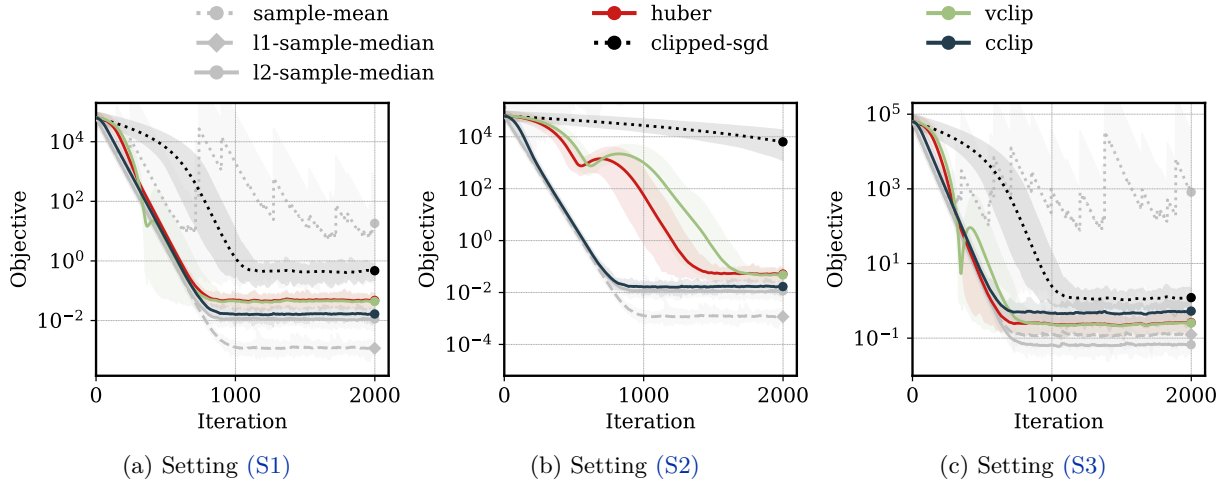 sample-mean
l1-sample-median
l2-sample-median
huber
clipped-sgd
vclip
cclip
Objective
10^4
10^2
10^0
10^−2
0
1000
2000
Iteration
(a) Setting (S1)
Objective
10^4
10^2
10^0
10^−2
10^−4
0
1000
2000
Iteration
(b) Setting (S2)
Objective
10^5
10^3
10^1
10^−1
0
1000
2000
Iteration
(c) Setting (S3)